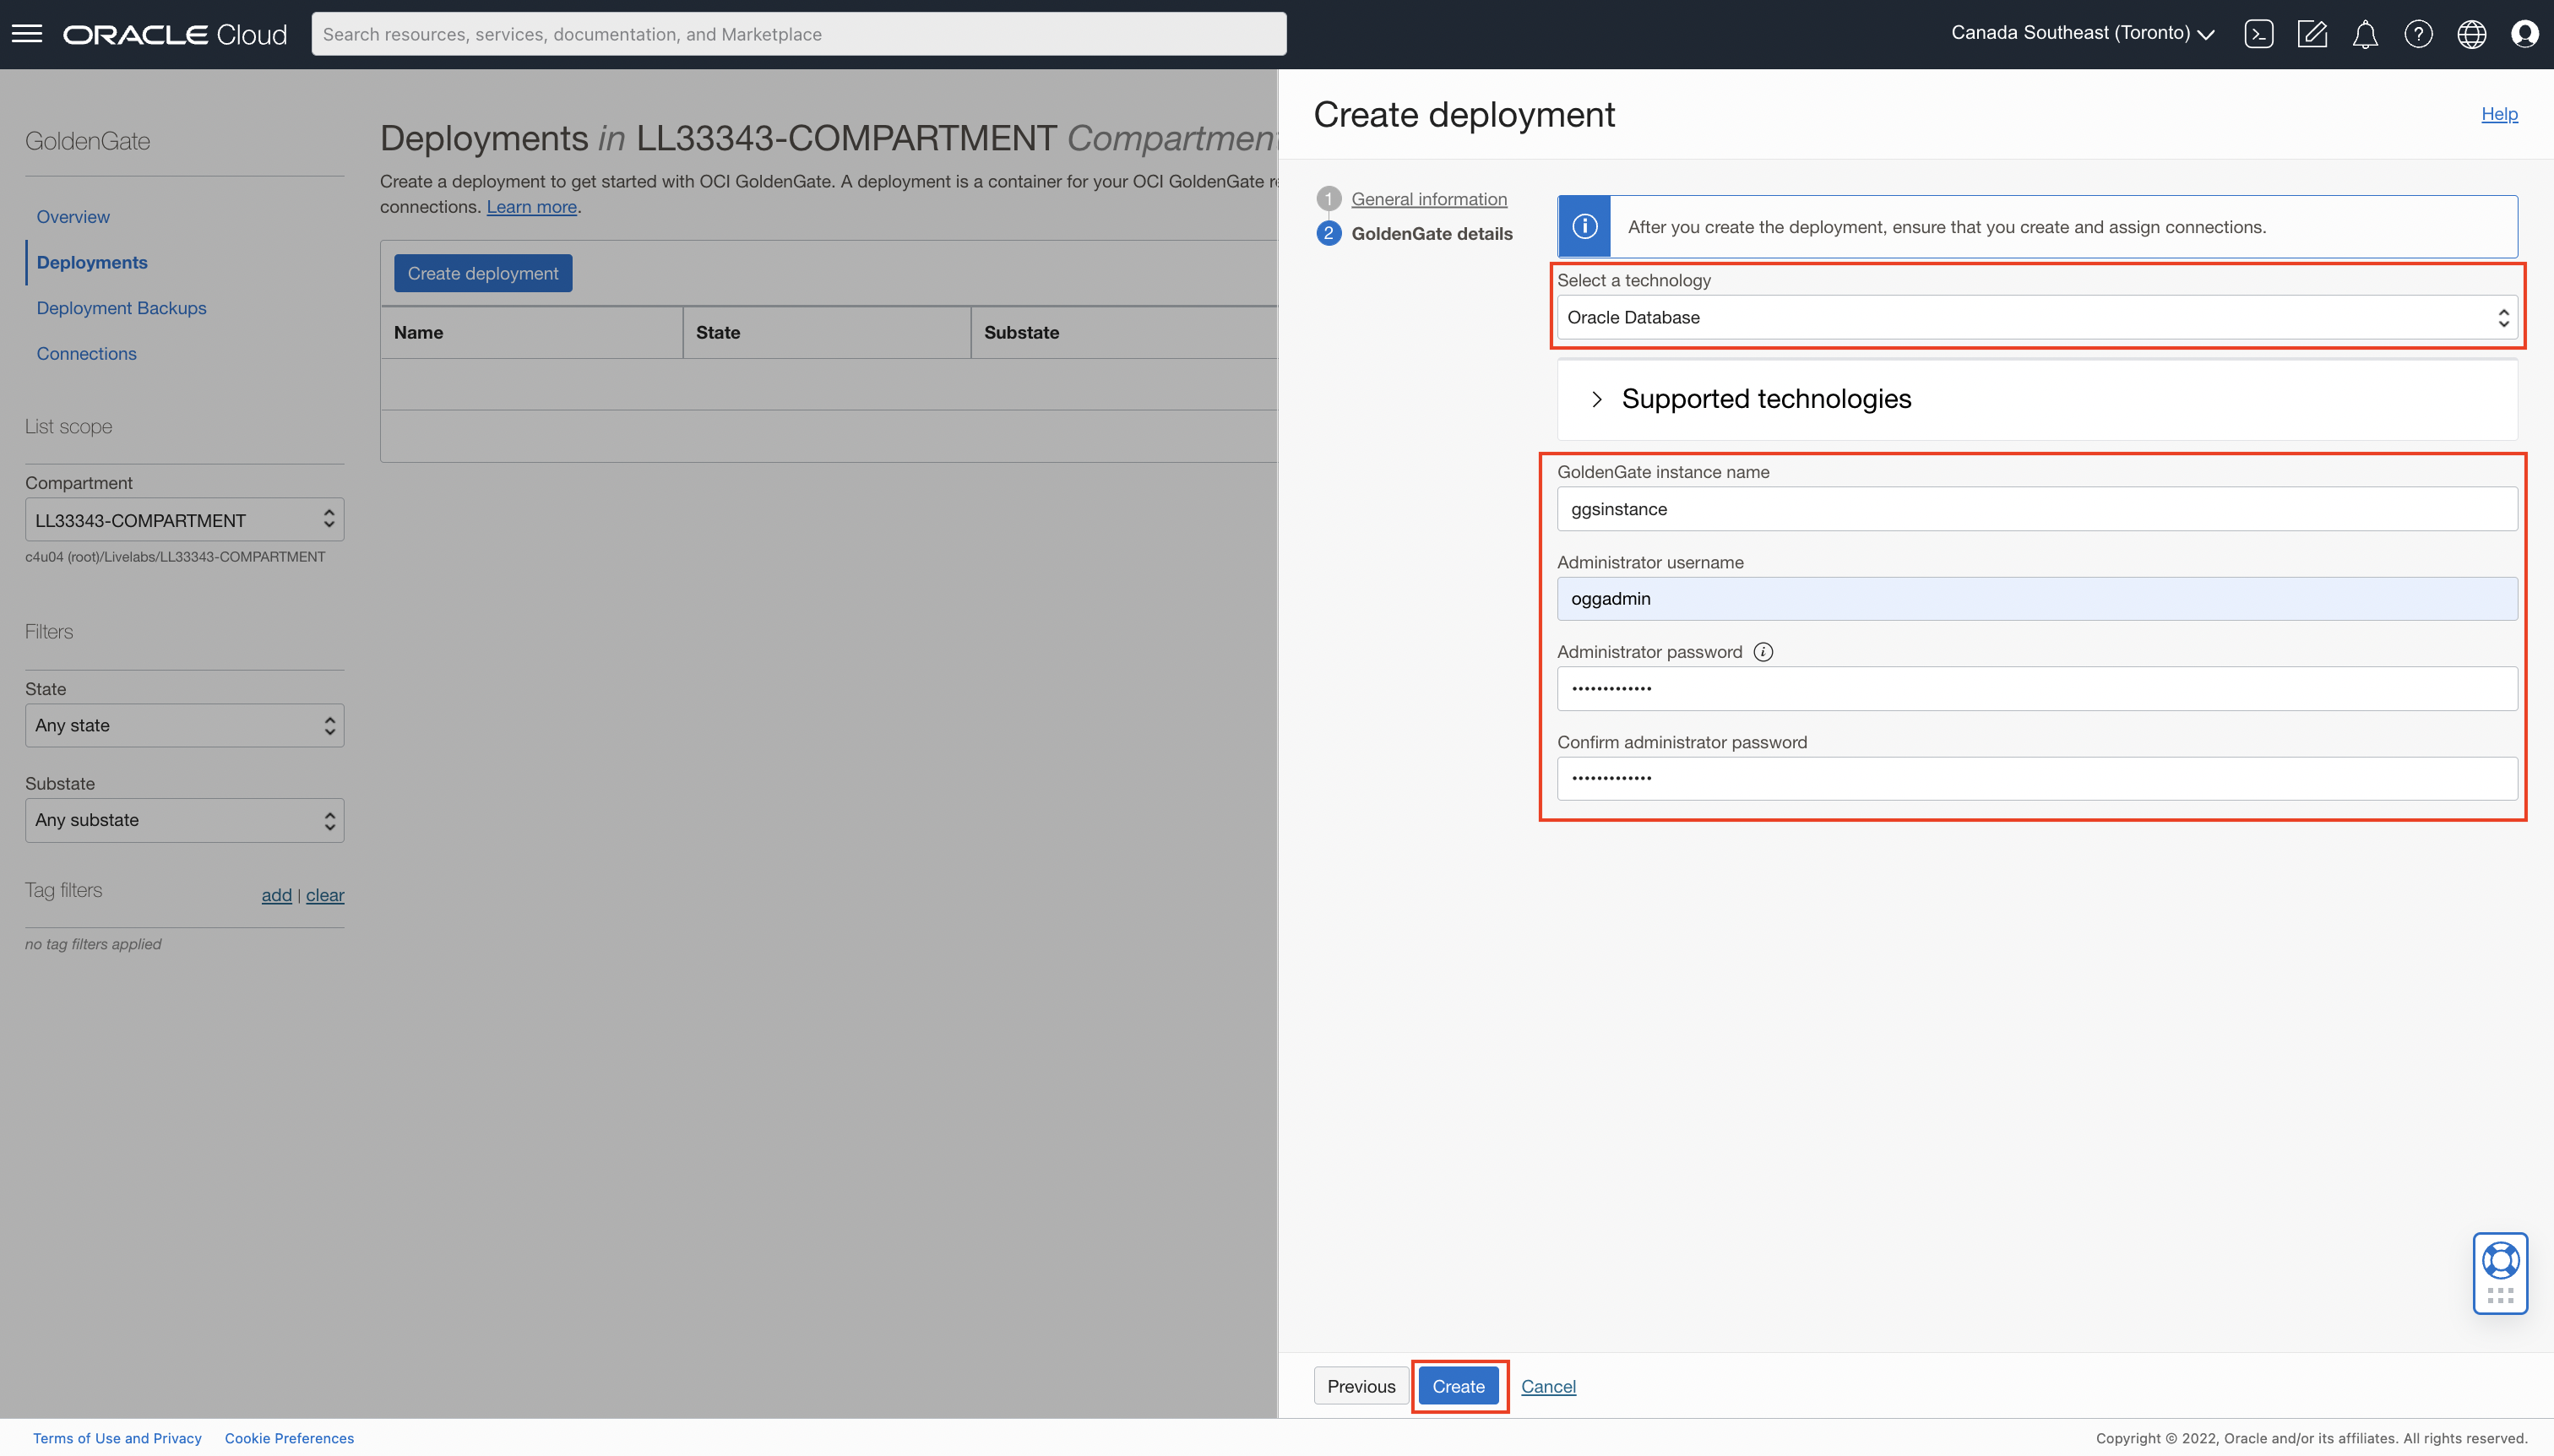 ORACLE Cloud
Search resources, services, documentation, and Marketplace
Canada Southeast (Toronto)
GoldenGate
Overview
Deployments
Deployment Backups
Connections
List scope
Compartment
LL33343-COMPARTMENT
c4u04 (root)/Livelabs/LL33343-COMPARTMENT
Filters
State
Any state
Substate
Any substate
Tag filters
add | clear
no tag filters applied
Deployments in LL33343-COMPARTMENT Compartment
Create a deployment to get started with OCI GoldenGate. A deployment is a container for your OCI GoldenGate
connections. Learn more.
Create deployment
Name State Substate
Create deployment
Help
1 General information
2 GoldenGate details
After you create the deployment, ensure that you create and assign connections.
Select a technology
Oracle Database
Supported technologies
GoldenGate instance name
ggsinstance
Administrator username
oggadmin
Administrator password
•••••••••••••
Confirm administrator password
•••••••••••••
Previous Create Cancel
Terms of Use and Privacy Cookie Preferences
Copyright © 2022, Oracle and/or its affiliates. All rights reserved.